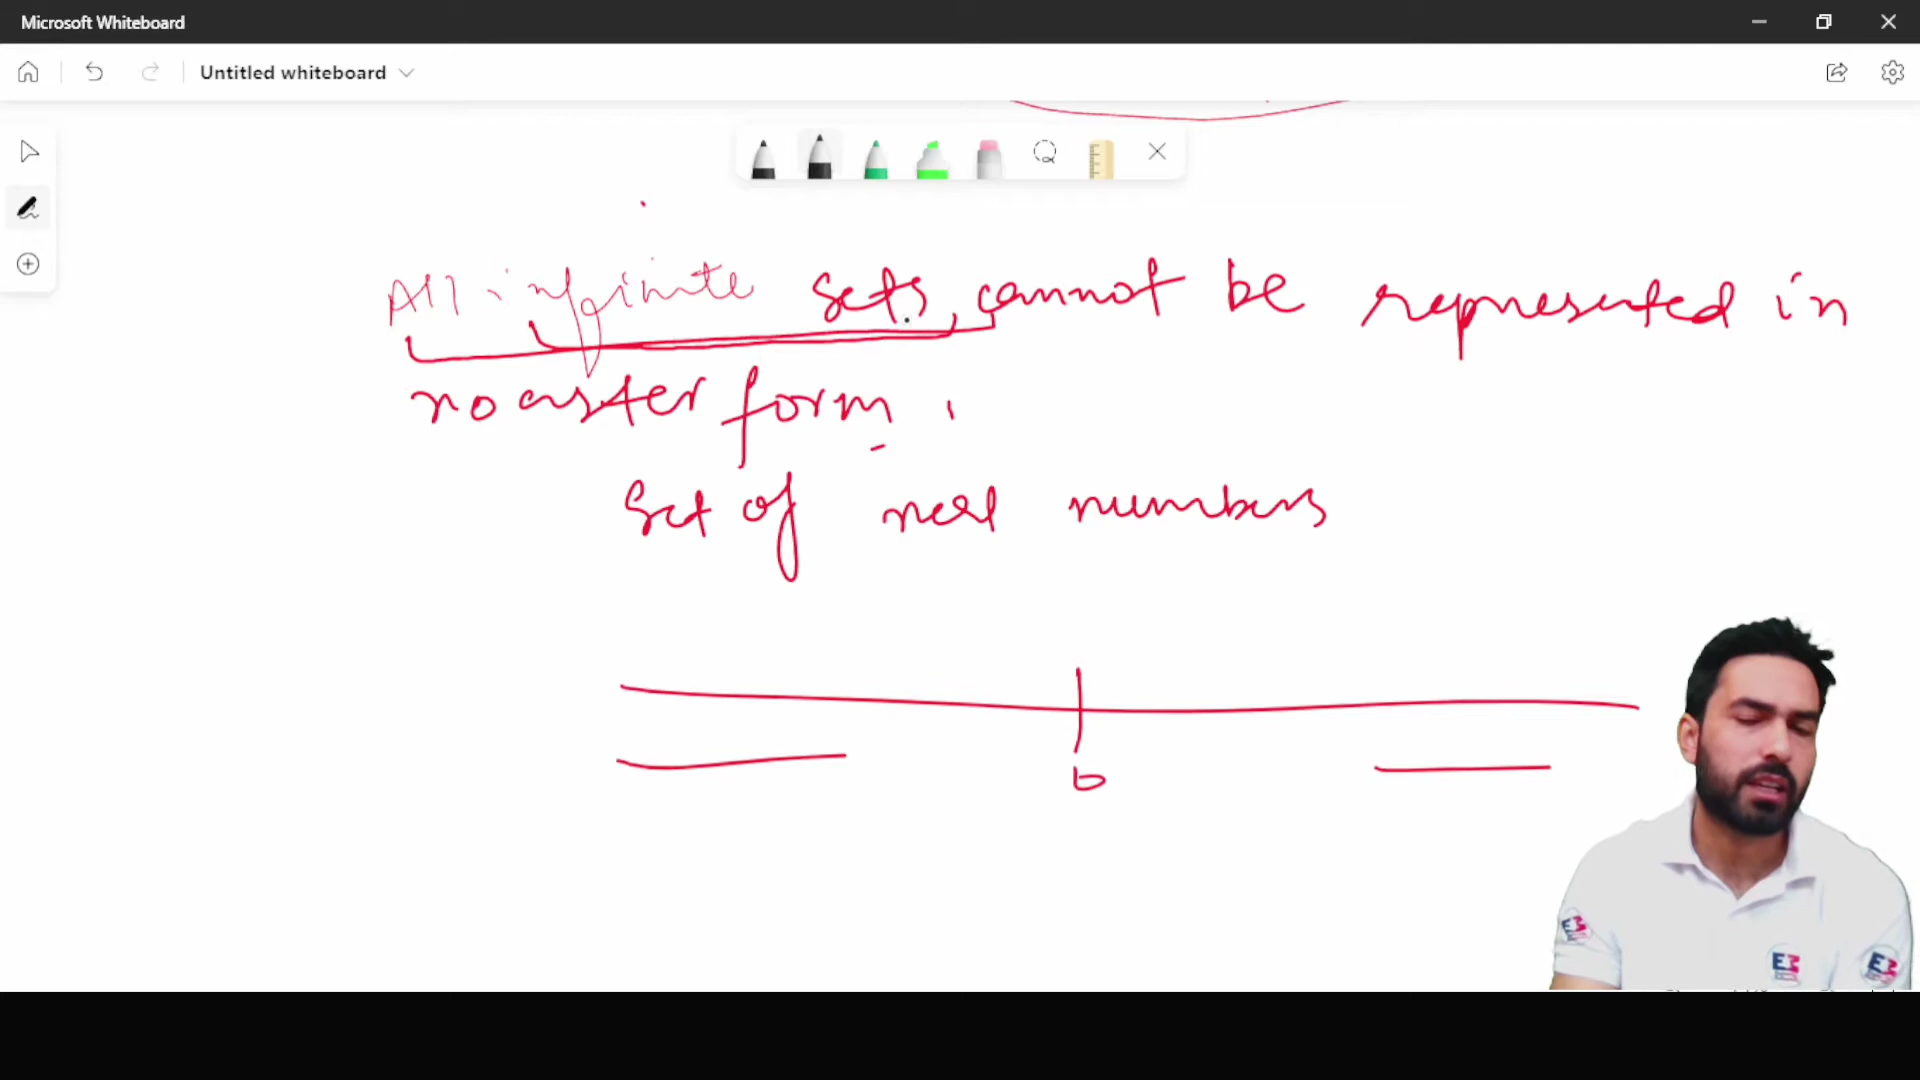 Microsoft Whiteboard
Untitled whiteboard
All infinite sets cannot be represented in
roaster form.
Set of real numbers
0